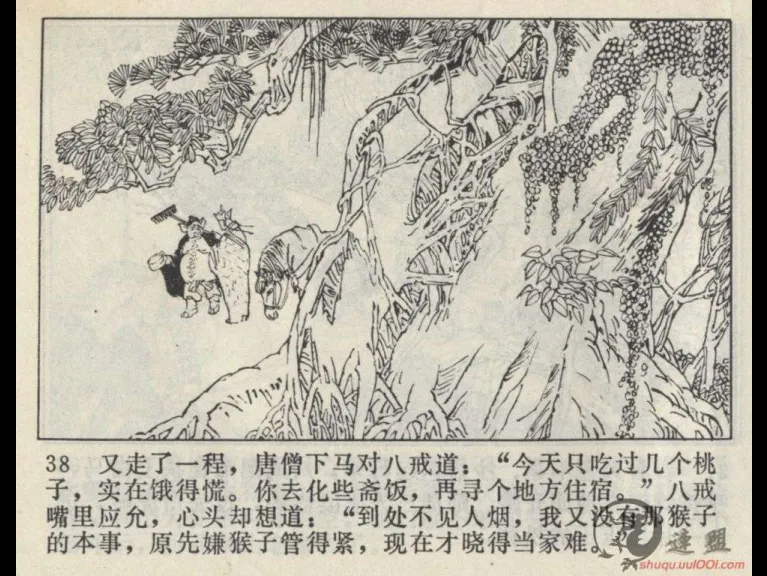 38 又走了一程，唐僧下马对八戒道：“今天只吃过几个桃
子，实在饿得慌。你去化些斋饭，再寻个地方住宿。”八戒
嘴里应允，心头却想道：“到处不见人烟，我又没有那猴子
的本事，原先嫌猴子管得紧，现在才晓得当家难。”
連盟
shuqu.uul001.com